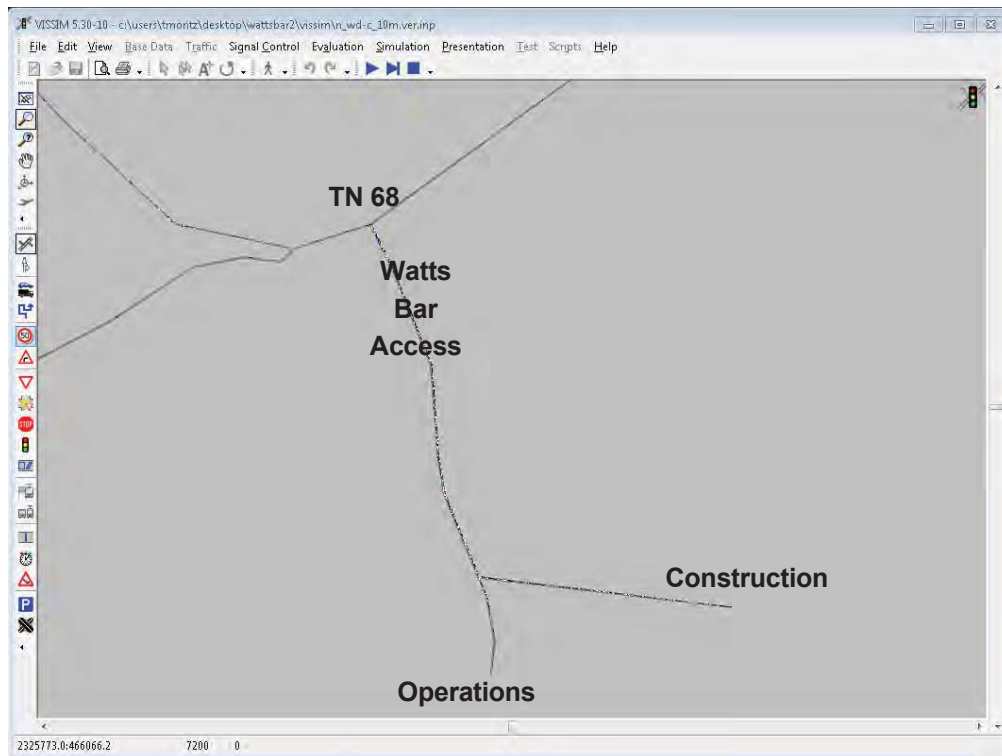 VISSIM 5.30-10 - c:\users\tmoritz\desktop\wattsbar2\vissim\n_wd-c_10m.ver.inp
File Edit View Base Data Traffic Signal Control Evaluation Simulation Presentation Test Scripts Help
TN 68
Watts
Bar
Access
50
STOP
P
Construction
Operations
2325773.0:466066.2 7200 0